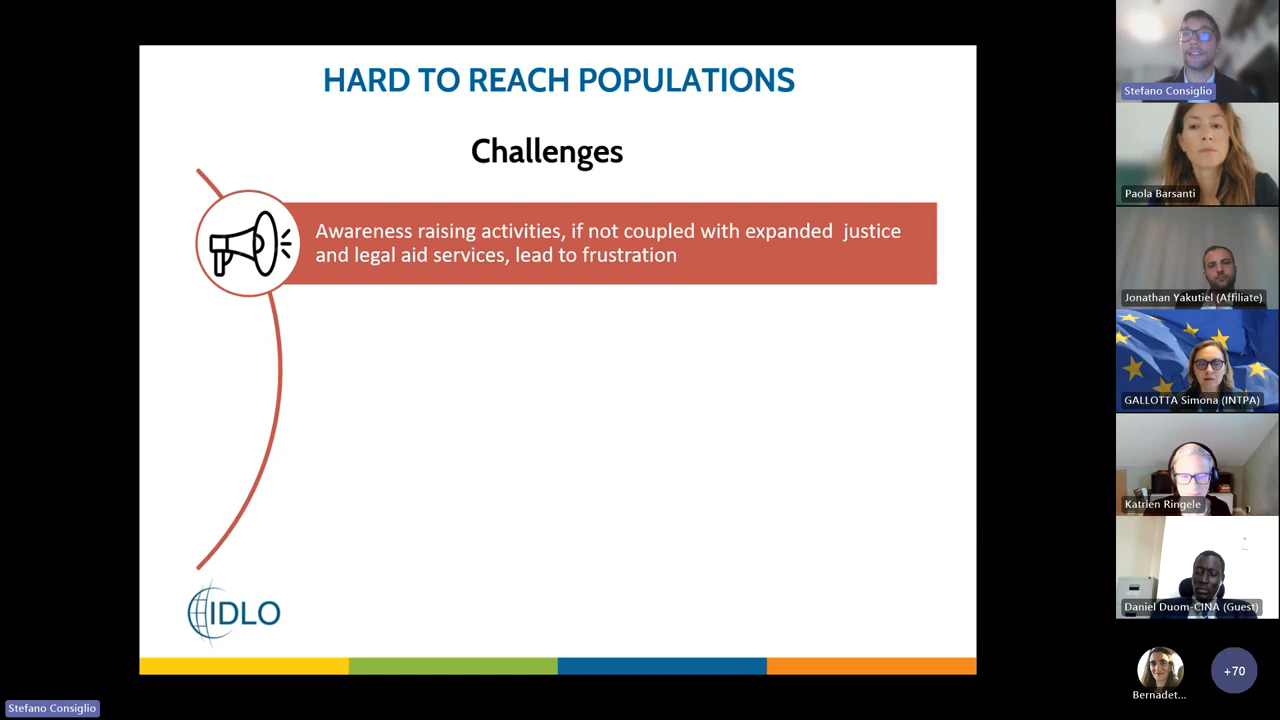 HARD TO REACH POPULATIONS
Challenges
Awareness raising activities, if not coupled with expanded justice
and legal aid services, lead to frustration
IDLO
Stefano Consiglio
Paola Barsanti
Jonathan Yakutiel (Affiliate)
GALLOTTA Simona (INTPA)
Katrien Ringele
Daniel Duom-CINA (Guest)
Bernadet...
+70
Stefano Consiglio